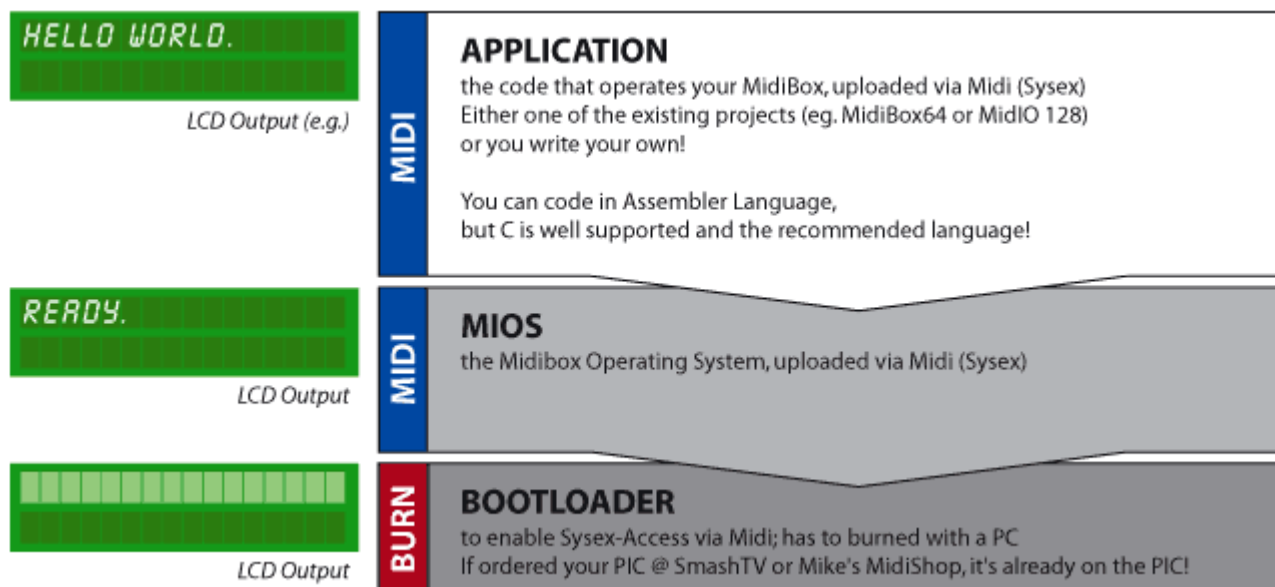 HELLO WORLD.
LCD Output (e.g.)
MIDI
APPLICATION
the code that operates your MidiBox, uploaded via Midi (Sysex)
Either one of the existing projects (eg. MidiBox64 or MidIO 128)
or you write your own!
You can code in Assembler Language,
but C is well supported and the recommended language!
READY.
LCD Output
MIDI
MIOS
the Midibox Operating System, uploaded via Midi (Sysex)
LCD Output
BURN
BOOTLOADER
to enable Sysex-Access via Midi; has to burned with a PC
If ordered your PIC @ SmashTV or Mike's MidiShop, it's already on the PIC!